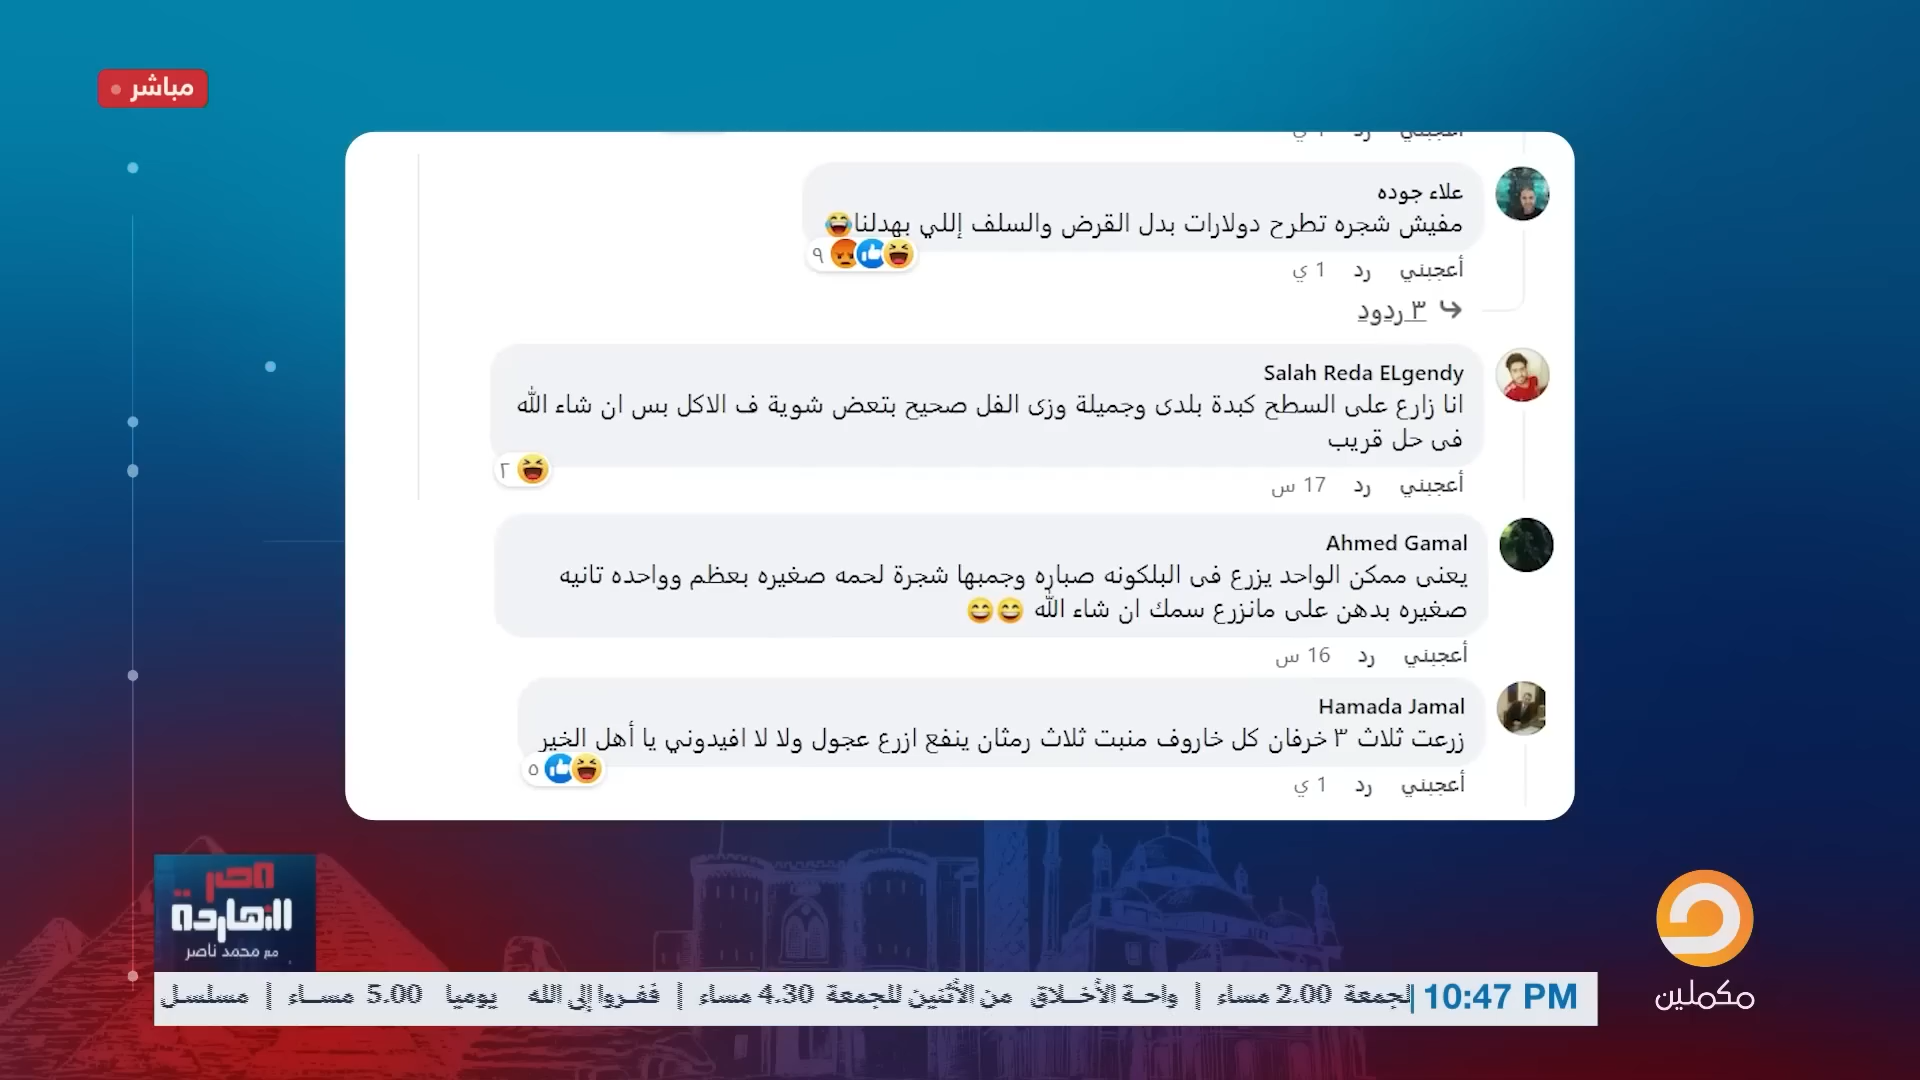 مباشر
أعجبني رد 1 ي
علاء جوده
مفيش شجره تطرح دولارات بدل القرض والسلف إللي بهدلنا😂
٩
أعجبني رد 1 ي
٣ ردود
Salah Reda ELgendy
انا زارع على السطح كبدة بلدى وجميلة وزى الفل صحيح بتعض شوية ف الاكل بس ان شاء الله
فى حل قريب
٢
أعجبني رد 17 س
Ahmed Gamal
يعنى ممكن الواحد يزرع فى البلكونه صباره وجمبها شجرة لحمه صغيره بعظم وواحده تانيه
صغيره بدهن على مانزرع سمك ان شاء الله 😄😄
أعجبني رد 16 س
Hamada Jamal
زرعت ثلاث ٣ خرفان كل خاروف منبت ثلاث رمثان ينفع ازرع عجول ولا لا افيدوني يا أهل الخير
٥
أعجبني رد 1 ي
مصر
النهاردة
مع محمد ناصر
مكملين
10:47 PM
لجمعة 2.00 مساء | واحة الأخلاق من الأثنين للجمعة 4.30 مساء | ففروا إلى الله يوميا 5.00 مساء | مسلسل